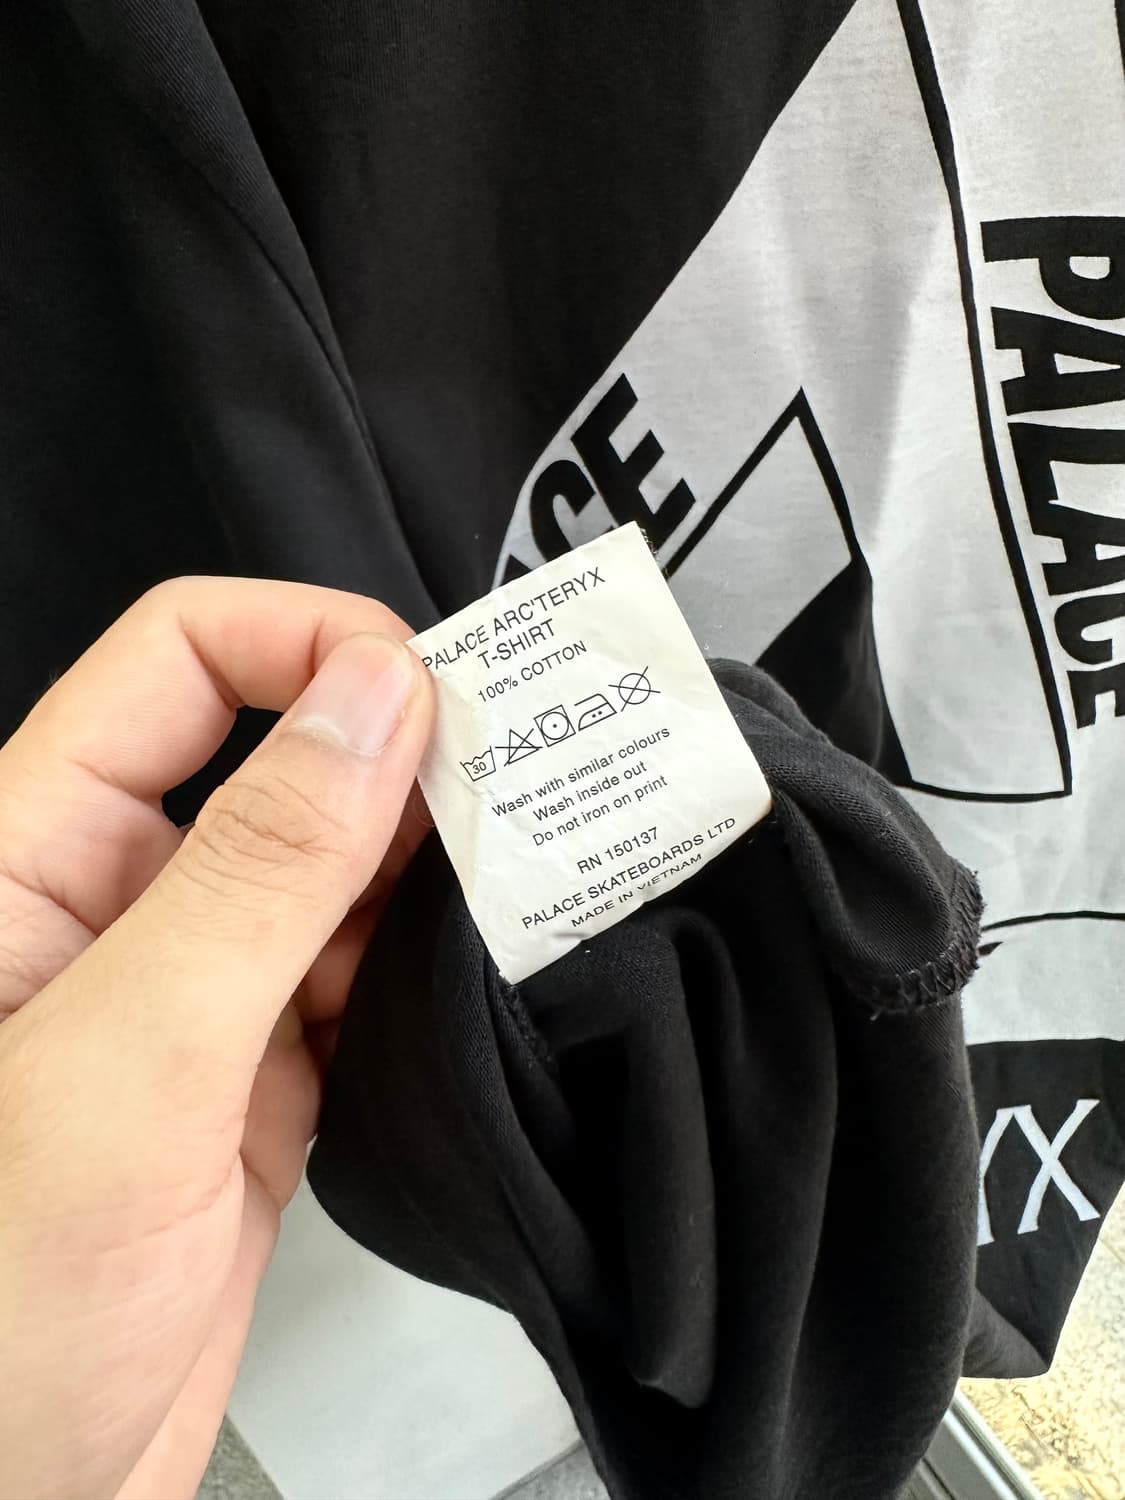 PALACE
CE
PALACE ARC'TERYX
T-SHIRT
100% COTTON
30
Wash with similar colours
Wash inside out
Do not iron on print
RN 150137
PALACE SKATEBOARDS LTD
MADE IN VIETNAM
YX